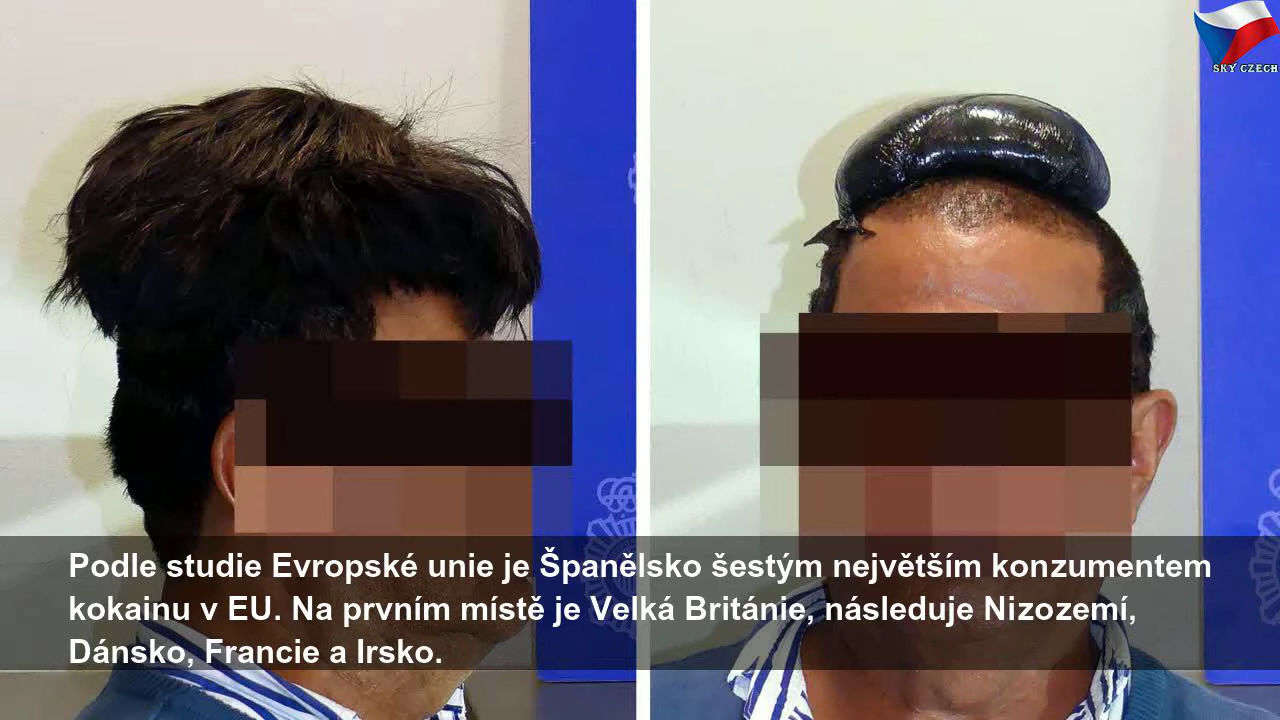 SKY CZECH
Podle studie Evropské unie je Španělsko šestým největším konzumentem
kokainu v EU. Na prvním místě je Velká Británie, následuje Nizozemí,
Dánsko, Francie a Irsko.